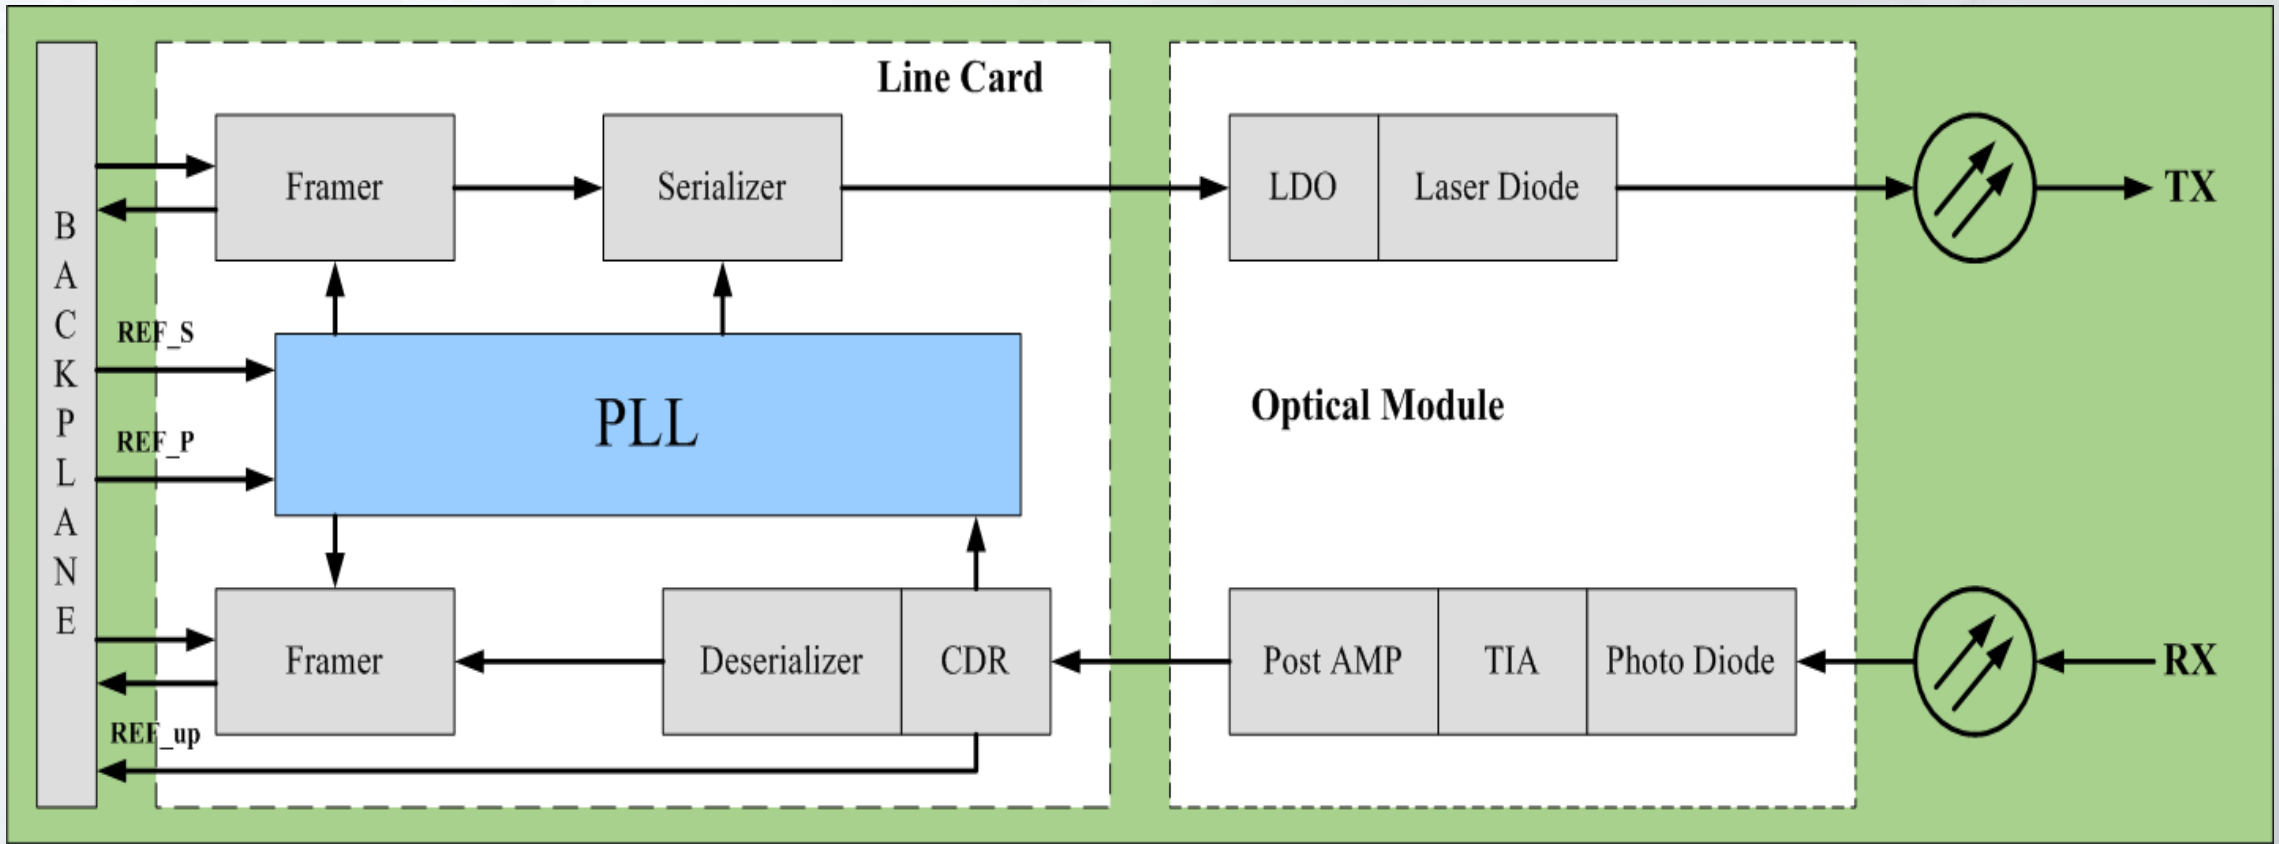 Line Card
Framer
Serializer
LDO
Laser Diode
TX
BACKPLANE
REF_S
PLL
Optical Module
REF_P
Framer
Deserializer
CDR
Post AMP
TIA
Photo Diode
RX
REF_up